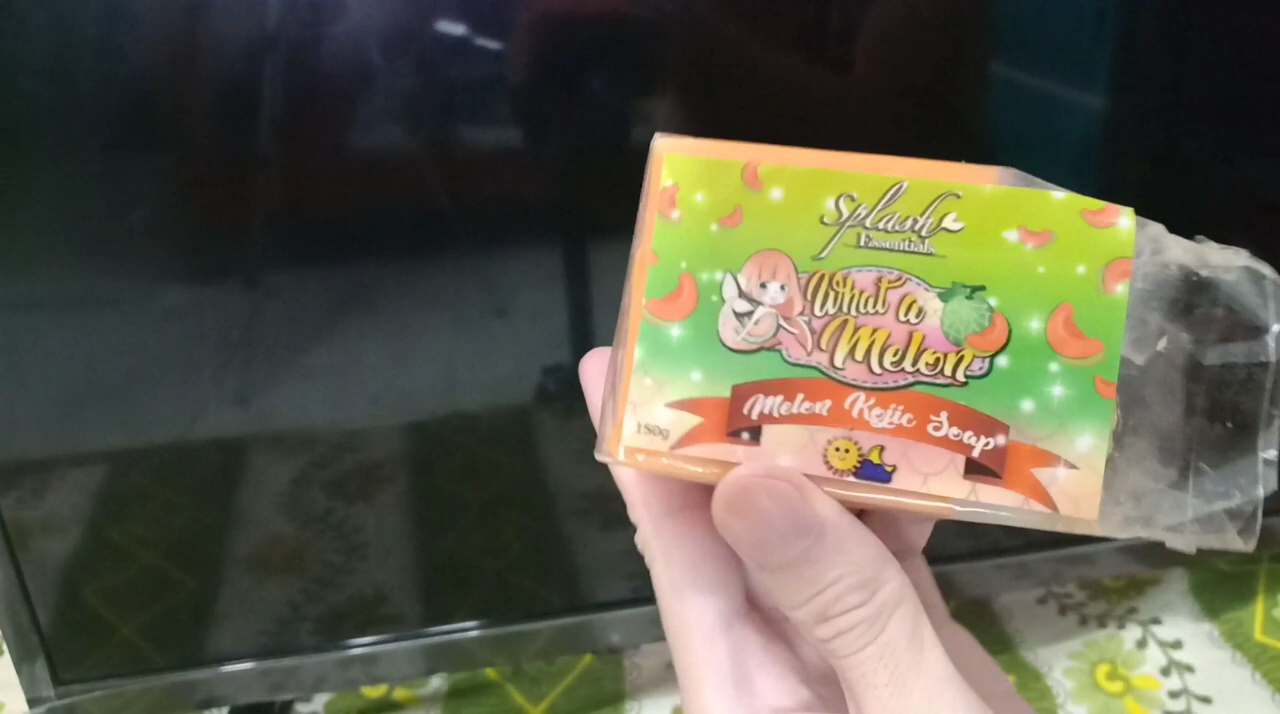 Splash
Essentials
What a
Melon
Melon Kojic Soap
150g